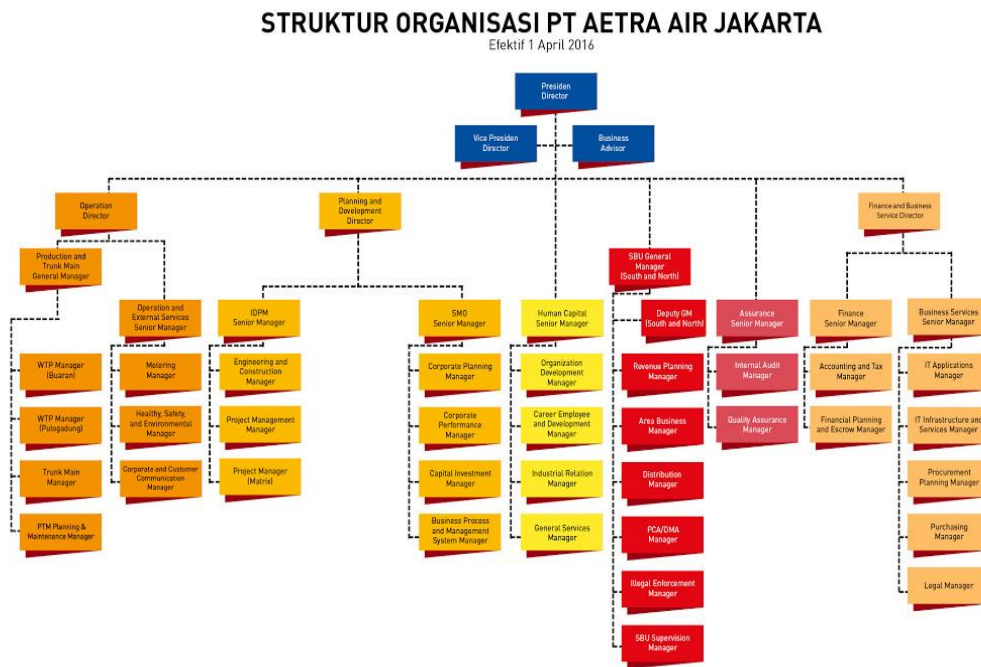 STRUKTUR ORGANISASI PT AETRA AIR JAKARTA
Efektif 1 April 2016
Presiden
Director
Vice Presiden
Director
Business
Advisor
Operation
Director
Planning and
Development
Director
Finance and Business
Service Director
Production and
Trunk Main
General Manager
SBU General
Manager
(South and North)
Operation and
External Services
Senior Manager
IDPM
Senior Manager
SMO
Senior Manager
Human Capital
Senior Manager
Deputy GM
(South and North)
Assurance
Senior Manager
Finance
Senior Manager
Business Services
Senior Manager
WTP Manager
(Buaran)
Metering
Manager
Engineering and
Construction Manager
Corporate Planning
Manager
Organization
Development
Manager
Revenue Planning
Manager
Internal Audit
Manager
Accounting and Tax
Manager
IT Applications
Manager
WTP Manager
(Pulogadung)
Healthy, Safety,
and Environmental
Manager
Project Management
Manager
Corporate
Performance
Manager
Career Employee
and Development
Manager
Area Business
Manager
Quality Assurance
Manager
Financial Planning
and Escrow Manager
IT Infrastructure and
Services Manager
Trunk Main
Manager
Corporate and Customer
Communication
Manager
Project Manager
(Matrix)
Capital Investment
Manager
Industrial Relation
Manager
Distribution
Manager
Procurement
Planning Manager
PTM Planning &
Maintenance Manager
Business Process
and Management
System Manager
General Services
Manager
PCA/DMA
Manager
Purchasing
Manager
Illegal Enforcement
Manager
Legal Manager
SBU Supervision
Manager